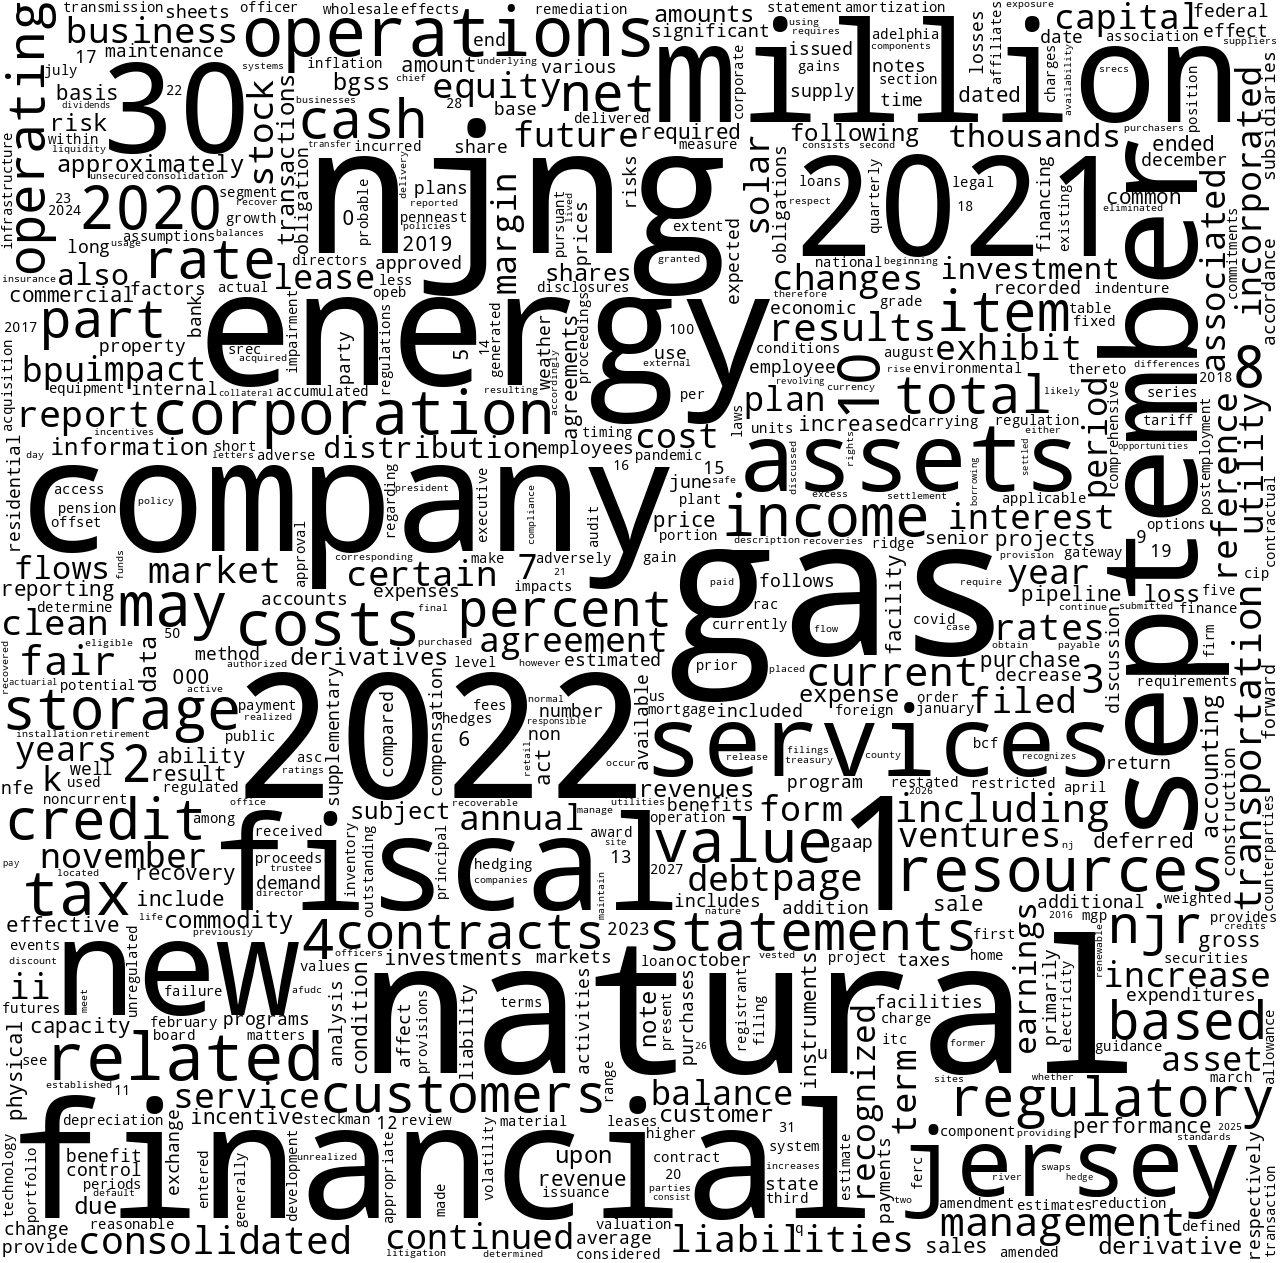 transmission sheets officer wholesale effects remediation amounts statement amortization exposure capital federal
business operations end significant using requires adelphia date association effect suppliers
17 maintenance inflation amount underlying various million issued components losses affiliates charges availability
july 22 systems bgss chief equity net corporate gains notes section srecs position
operating basis 30 stock businesses 28 base delivered supply time dated incorporated subsidiaries
dividends risk within liquidity transactions cash share future required following thousands purchasers ended
infrastructure approximately transfer incurred measure consists second december
unsecured consolidation njng delivery plans risks solar obligations loans 2021 quarterly legal financing existing common
23 2024 2020 segment recover obligation 0 probable reported penneast margin pursuant lived prices extent respect 18 eliminated september
growth policies 2019 granted expected associated commitments
long usage assumptions balances directors approved shares national beginning
insurance also rate lease less disclosures changes investment accordance
commercial factors actual opeb therefore recorded indenture
2017 part bank energy generated Weather proceedings economic grade item table fixed
property srec impairment party regulations 5 14 agreements 100 results thereto differences
bpuimpact acquired external use conditions august exhibit 8
acquisition equipment internal collateral accumulated resulting accordingly per employee revolving currency rise environmental likely series 2018
report incentives corporation timing laws plan 10 total period tariff utility
information short letters adverse distribution employees cost units increased carrying regulation comprehensive opportunities reference
residential day company 16 pandemic 15 safe assets discussed rights excess settlement borrowing settled either applicable postemployment contractual
access pension offset policy regarding president executive compliance audit june plant price portion income interest options
flows funds approval corresponding make adversely gain description recoveries ridge senior projects 9 19
reporting market certain 7 impacts 21 gas paid follows require provision gateway year pipeline cip
determine may accounts expenses percent rac facility continue submitted loss five finance
clean costs final purchased agreement currently flow covid case rates firm
recovered fair eligible data 50 method authorized derivatives level however estimated prior placed current obtain payable purchase discussion requirements transportation
actuarial potential 000 active 2022 supplementary compared compensation fees normal number available us mortgage included expense order decrease 3 forward
storage payment realized hedges responsible foreign january filed
installation retirement public asc 6 act retail non occur services release filings treasury county bcf recognizes return accounting
years ability ratings program restated restricted april
nfe k well used 2 result regulated revenues 2026
noncurrent office subject recoverable annual manage utilities benefits form including construction
credit among received fiscal operation value 1 gaap ventures nj deferred counterparties
pay november recovery proceeds trustee inventory outstanding principal hedging companies award site 13 2027 debt page resources
located tax include demand director maintain includes addition sale additional weighted
effective life commodity previously 4 contracts 2023 nature statements first 2016 mgp njr provides credits
events discount new values officers investments markets loan october vested project taxes home earnings renewable gross securities
ii unregulated failure afudc analysis condition natural terms activities note present purchases registrant filing instruments facilities primarily electricity increase
futures meet expenditures allowance
physical capacity february programs affect provisions liability 26 charge based
see board matters u itc former guidance
related range recognized term asset march
established 11 service customers balance sites whether regulatory
depreciation incentive steckman 12 review material leases customer component providing performance 2025
technology portfolio benefit control periods default exchange entered generally development unrealized financial appropriate made volatility higher contract 31 system increases estimate ferc jersey river swaps hedge standards respectively
due upon revenue issuance 20 parties consist state third payments two
change reasonable valuation q amendment estimates reduction defined transaction
provide consolidated continued litigation determined average considered liabilities sales management amended derivative